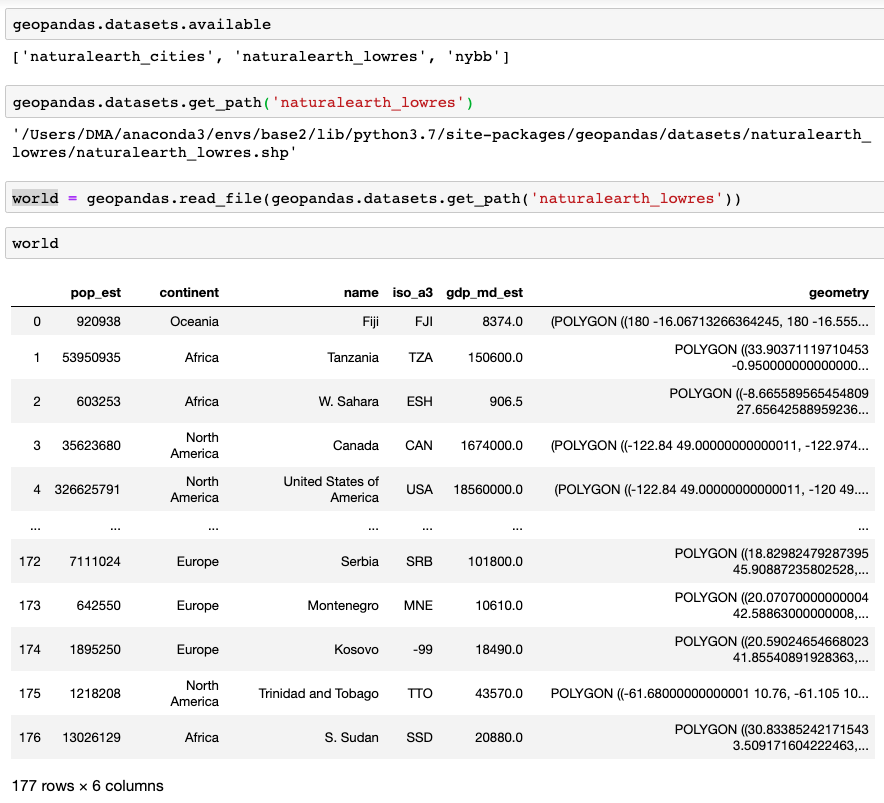 geopandas.datasets.available
['naturalearth_cities', 'naturalearth_lowres', 'nybb']
geopandas.datasets.get_path('naturalearth_lowres')
'/Users/DMA/anaconda3/envs/base2/lib/python3.7/site-packages/geopandas/datasets/naturalearth_
lowres/naturalearth_lowres.shp'
world = geopandas.read_file(geopandas.datasets.get_path('naturalearth_lowres'))
world
pop_est continent name iso_a3 gdp_md_est geometry
0 920938 Oceania Fiji FJI 8374.0 (POLYGON ((180 -16.06713266364245, 180 -16.555...
1 53950935 Africa Tanzania TZA 150600.0 POLYGON ((33.90371119710453
-0.950000000000000...
2 603253 Africa W. Sahara ESH 906.5 POLYGON ((-8.665589565454809
27.65642588959236...
3 35623680 North
America Canada CAN 1674000.0 (POLYGON ((-122.84 49.00000000000011, -122.974...
4 326625791 North
America United States of
America USA 18560000.0 (POLYGON ((-122.84 49.00000000000011, -120 49....
... ... ... ... ... ... ...
172 7111024 Europe Serbia SRB 101800.0 POLYGON ((18.82982479287395
45.90887235802528,...
173 642550 Europe Montenegro MNE 10610.0 POLYGON ((20.07070000000004
42.58863000000008,...
174 1895250 Europe Kosovo -99 18490.0 POLYGON ((20.59024654668023
41.85540891928363,...
175 1218208 North
America Trinidad and Tobago TTO 43570.0 POLYGON ((-61.68000000000001 10.76, -61.105 10...
176 13026129 Africa S. Sudan SSD 20880.0 POLYGON ((30.83385242171543
3.509171604222463,...
177 rows × 6 columns